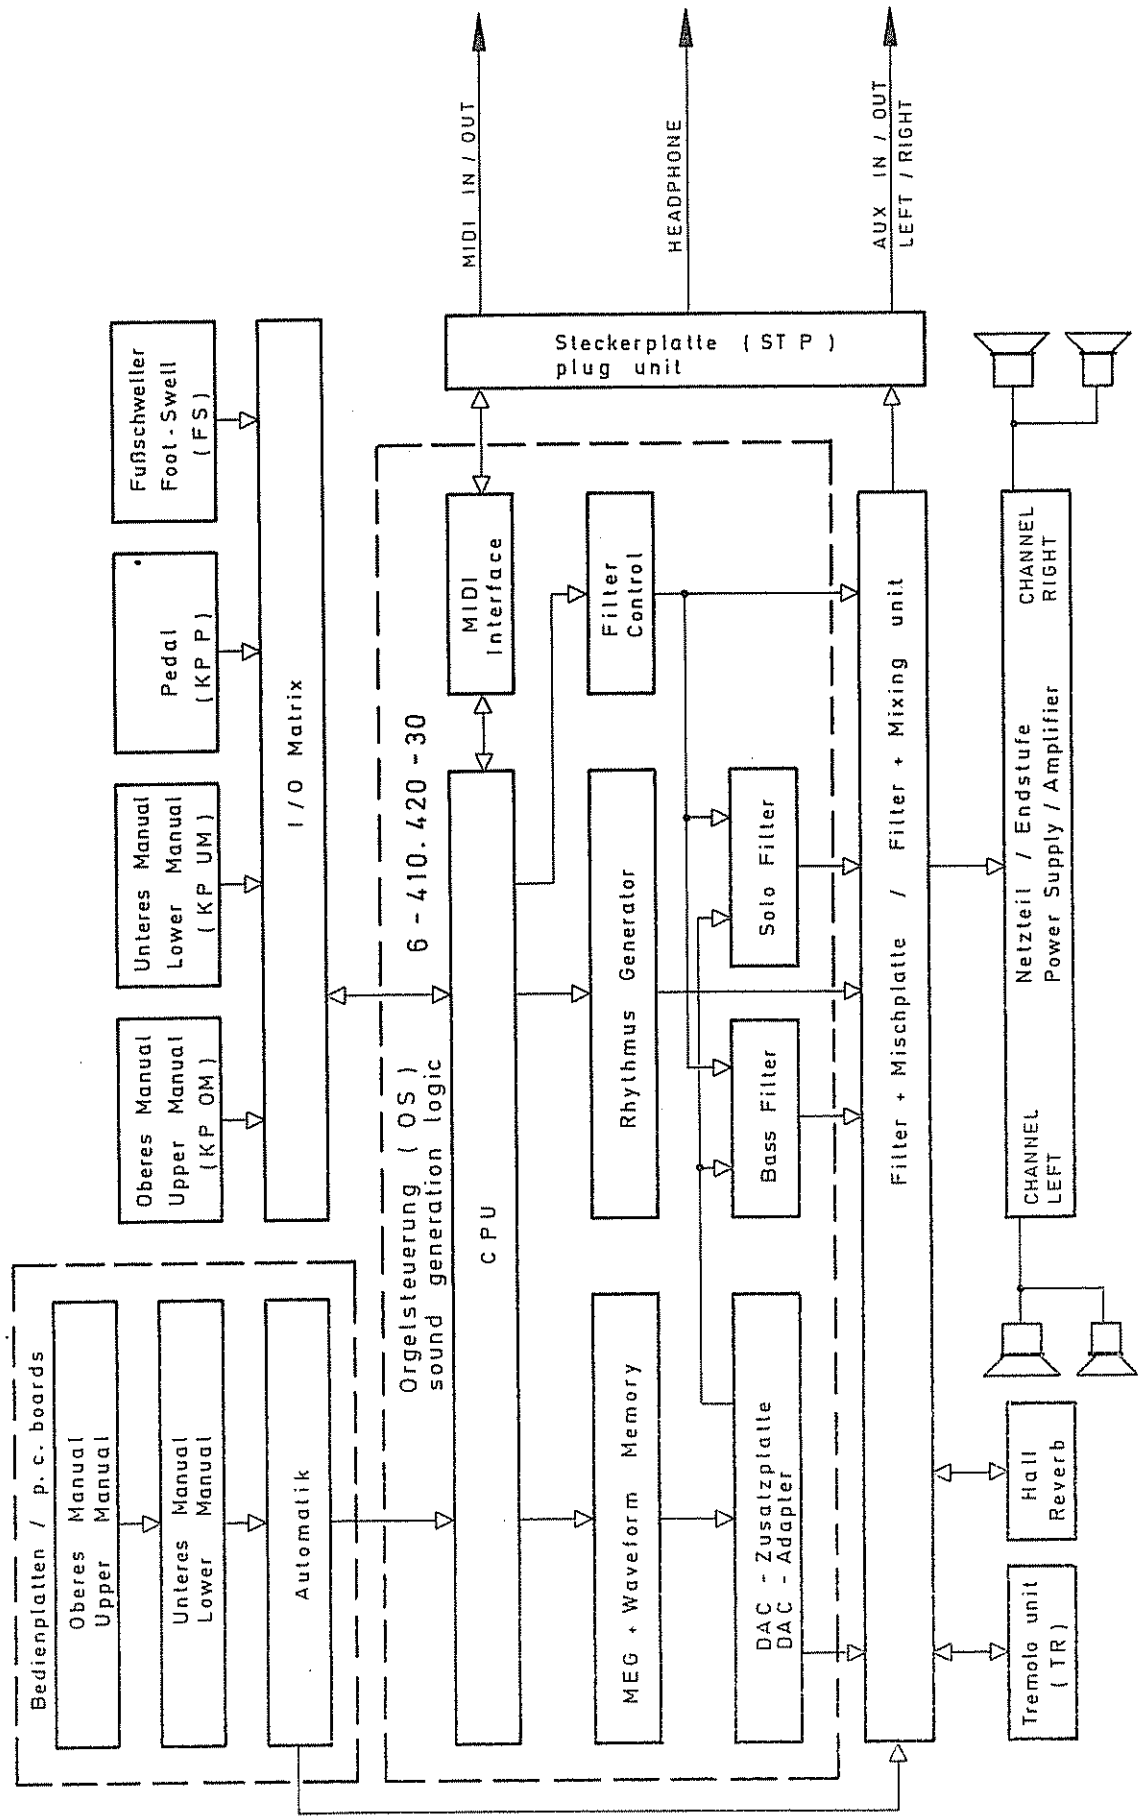 Bedienplatten / p. c. boards
Oberes Manual
Upper Manual
Unteres Manual
Lower Manual
Automatik
Oberes Manual
Upper Manual
(KP OM)
Unteres Manual
Lower Manual
(KP UM)
Pedal
(KP P)
Fußschweller
Foot-Swell
(FS)
I/O Matrix
Orgelsteuerung (OS)
sound generation logic
6-410.420-30
CPU
MIDI
Interface
MEG + Waveform Memory
Rhythmus Generator
Filter
Control
DAC - Zusatzplatte
DAC - Adapter
Bass Filter
Solo Filter
Filter + Mischplatte / Filter + Mixing unit
Steckerplatte (ST P)
plug unit
MIDI IN / OUT
HEADPHONE
AUX IN / OUT
LEFT / RIGHT
Tremolo unit
(TR)
Hall
Reverb
CHANNEL
LEFT
Netzteil / Endstufe
Power Supply / Amplifier
CHANNEL
RIGHT